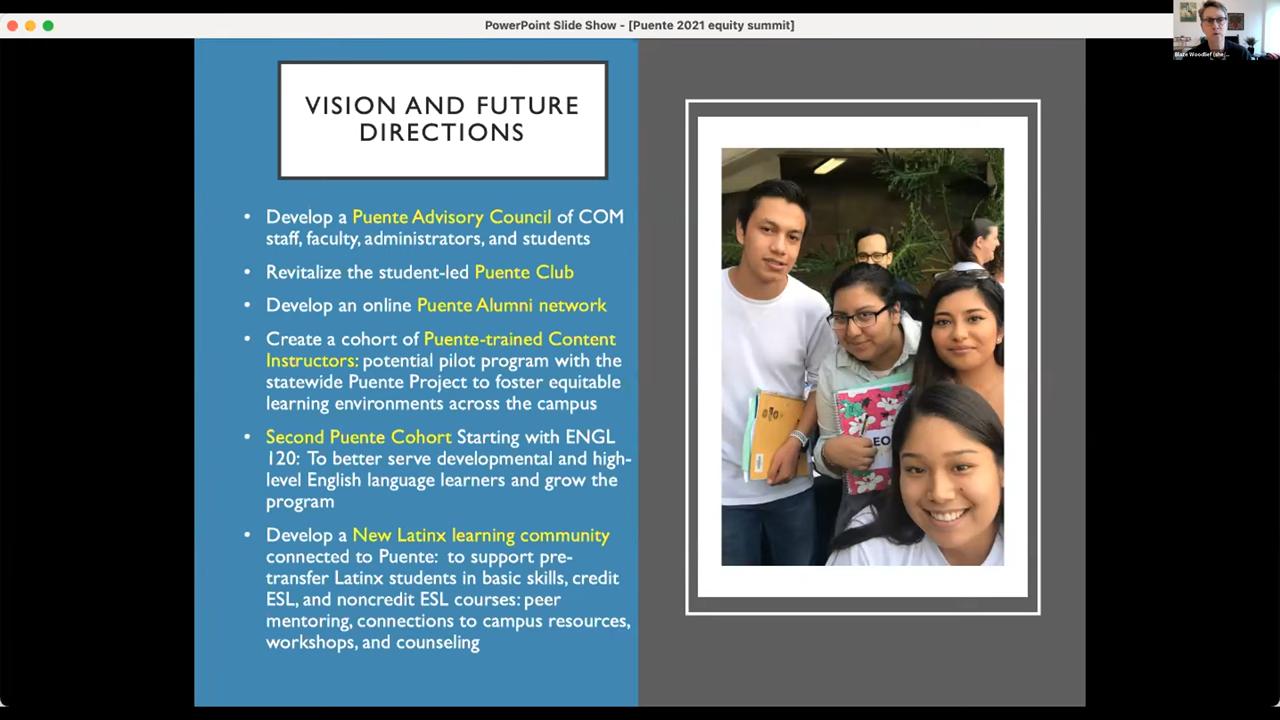 PowerPoint Slide Show - [Puente 2021 equity summit]
Blaze Woodlief (she/...
VISION AND FUTURE
DIRECTIONS
• Develop a Puente Advisory Council of COM
staff, faculty, administrators, and students
• Revitalize the student-led Puente Club
• Develop an online Puente Alumni network
• Create a cohort of Puente-trained Content
Instructors: potential pilot program with the
statewide Puente Project to foster equitable
learning environments across the campus
• Second Puente Cohort Starting with ENGL
120: To better serve developmental and high-
level English language learners and grow the
program
• Develop a New Latinx learning community
connected to Puente: to support pre-
transfer Latinx students in basic skills, credit
ESL, and noncredit ESL courses: peer
mentoring, connections to campus resources,
workshops, and counseling